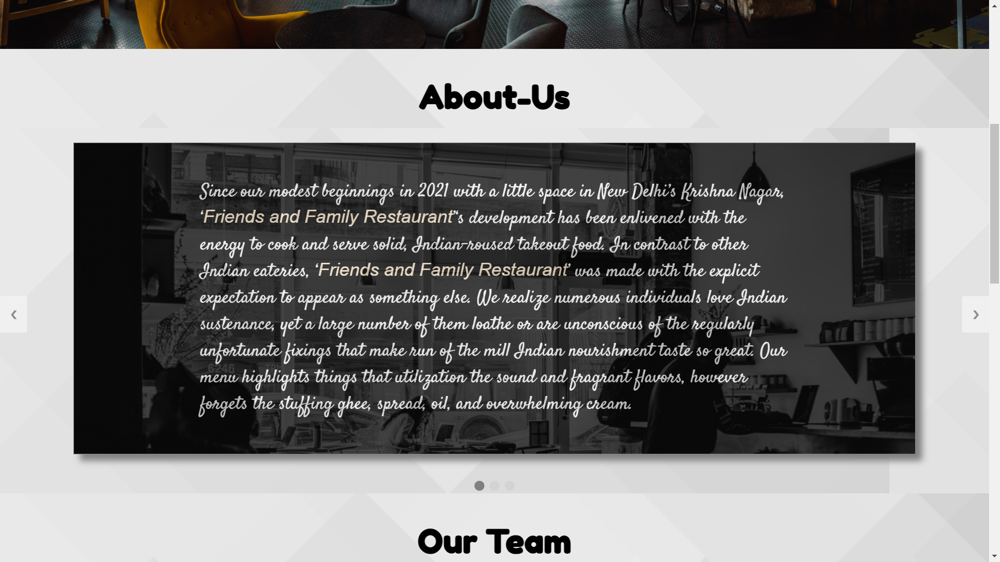 About-Us
Since our modest beginnings in 2021 with a little space in New Delhi's Krishna Nagar,
'Friends and Family Restaurant''s development has been enlivened with the
energy to cook and serve solid, Indian-roused takeout food. In contrast to other
Indian eateries, 'Friends and Family Restaurant' was made with the explicit
expectation to appear as something else. We realize numerous individuals love Indian
sustenance, yet a large number of them loathe or are unconscious of the regularly
unfortunate fixings that make run of the mill Indian nourishment taste so great. Our
menu highlights things that utilization the sound and fragrant flavors, however
forgets the stuffing ghee, spread, oil, and overwhelming cream.
‹
›
6246
Our Team